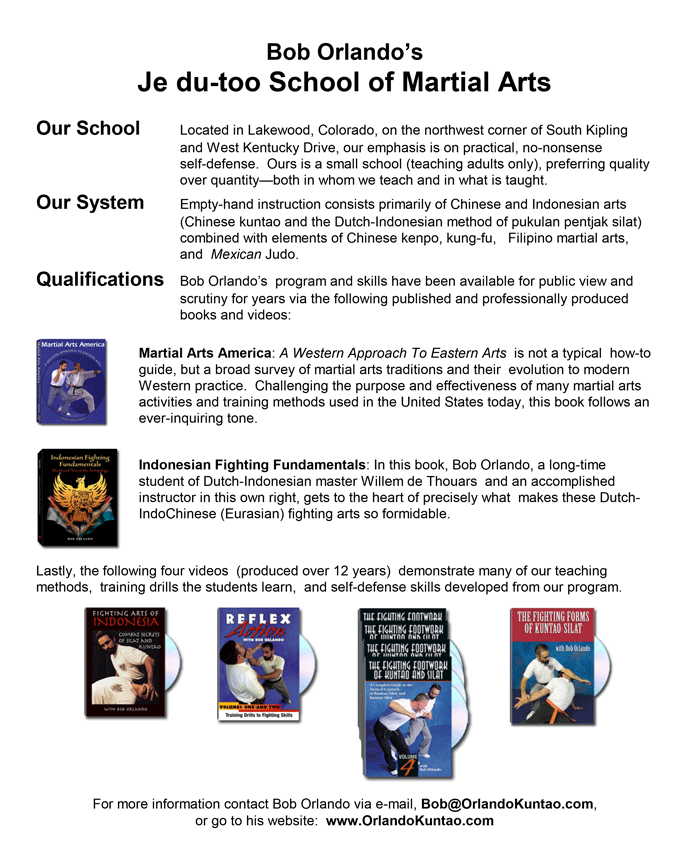 Bob Orlando’s
Je du-too School of Martial Arts
Our School
Located in Lakewood, Colorado, on the northwest corner of South Kipling
and West Kentucky Drive, our emphasis is on practical, no-nonsense
self-defense. Ours is a small school (teaching adults only), preferring quality
over quantity—both in whom we teach and in what is taught.
Our System
Empty-hand instruction consists primarily of Chinese and Indonesian arts
(Chinese kuntao and the Dutch-Indonesian method of pukulan pentjak silat)
combined with elements of Chinese kenpo, kung-fu, Filipino martial arts,
and Mexican Judo.
Qualifications
Bob Orlando’s program and skills have been available for public view and
scrutiny for years via the following published and professionally produced
books and videos:
Martial Arts America
Martial Arts America: A Western Approach To Eastern Arts is not a typical how-to
guide, but a broad survey of martial arts traditions and their evolution to modern
Western practice. Challenging the purpose and effectiveness of many martial arts
activities and training methods used in the United States today, this book follows an
ever-inquiring tone.
Indonesian Fighting
Fundamentals
BOB ORLANDO
Indonesian Fighting Fundamentals: In this book, Bob Orlando, a long-time
student of Dutch-Indonesian master Willem de Thouars and an accomplished
instructor in this own right, gets to the heart of precisely what makes these Dutch-
IndoChinese (Eurasian) fighting arts so formidable.
Lastly, the following four videos (produced over 12 years) demonstrate many of our teaching
methods, training drills the students learn, and self-defense skills developed from our program.
FIGHTING ARTS OF
INDONESIA
COMBAT SECRETS
OF SILAT AND
KUNTAO
WITH BOB ORLANDO
REFLEX
Action
WITH BOB ORLANDO
VOLUMES ONE AND TWO
Training Drills to Fighting Skills
THE FIGHTING FOOTWORK
THE FIGHTING FOOTWORK
OF KUNTAO AND SILAT
THE FIGHTING FOOTWORK
OF KUNTAO AND SILAT
THE FIGHTING FOOTWORK
OF KUNTAO AND SILAT
VOLUME
4
with
Bob Orlando
THE FIGHTING FORMS
OF KUNTAO-SILAT
with Bob Orlando
For more information contact Bob Orlando via e-mail, Bob@OrlandoKuntao.com,
or go to his website: www.OrlandoKuntao.com